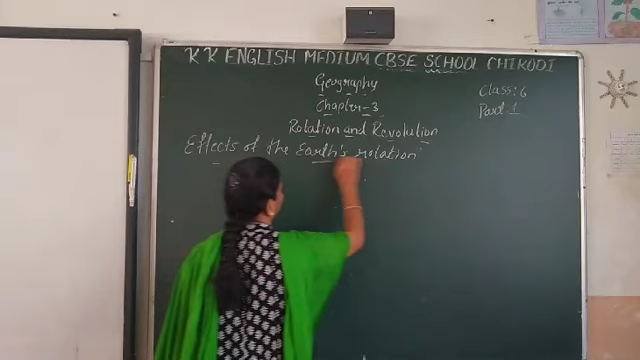 K K ENGLISH MEDIUM CBSE SCHOOL CHIKODI
Geography
Class: 6
Chapter-3
Part-1
Rotation and Revolution
Effects of the Earth's rotation